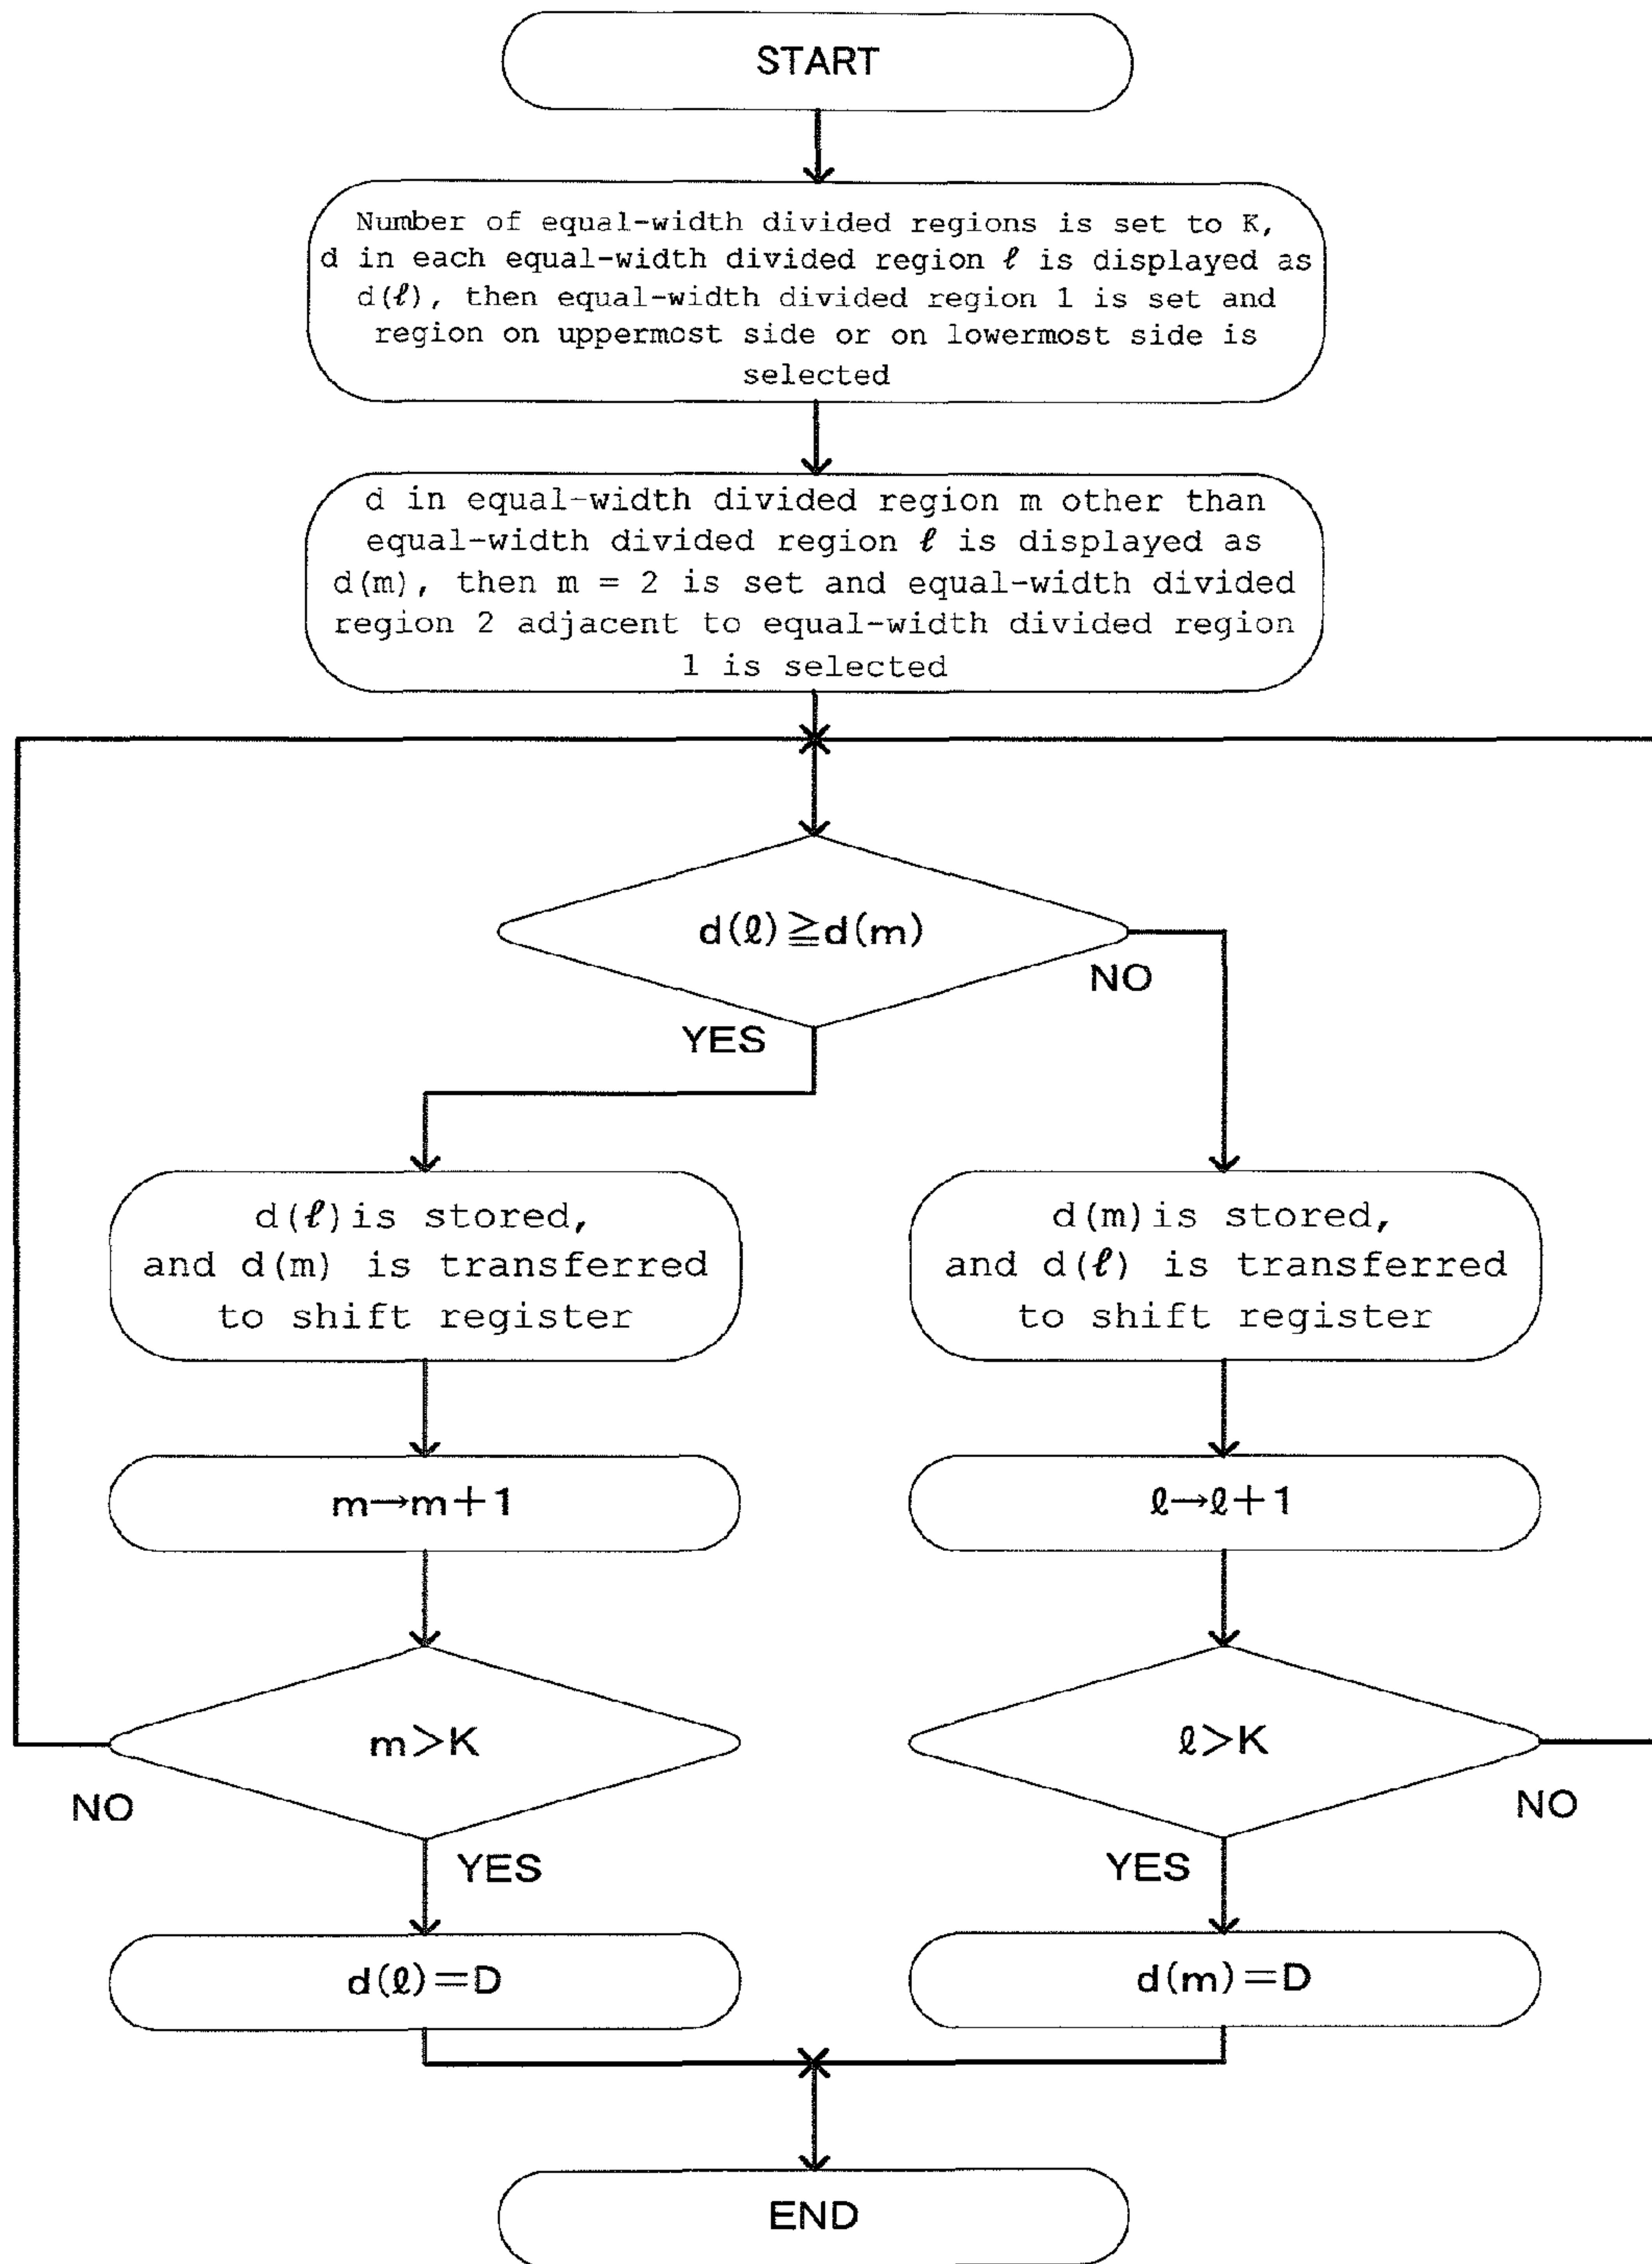 START
Number of equal-width divided regions is set to K,
d in each equal-width divided region ℓ is displayed as
d(ℓ), then equal-width divided region 1 is set and
region on uppermost side or on lowermost side is
selected
d in equal-width divided region m other than
equal-width divided region ℓ is displayed as
d(m), then m = 2 is set and equal-width divided
region 2 adjacent to equal-width divided region
1 is selected
d(ℓ)≧d(m)
NO
YES
d(ℓ)is stored,
and d(m) is transferred
to shift register
d(m)is stored,
and d(ℓ) is transferred
to shift register
m→m+1
ℓ→ℓ+1
m>K
ℓ>K
NO
NO
YES
YES
d(ℓ)=D
d(m)=D
END